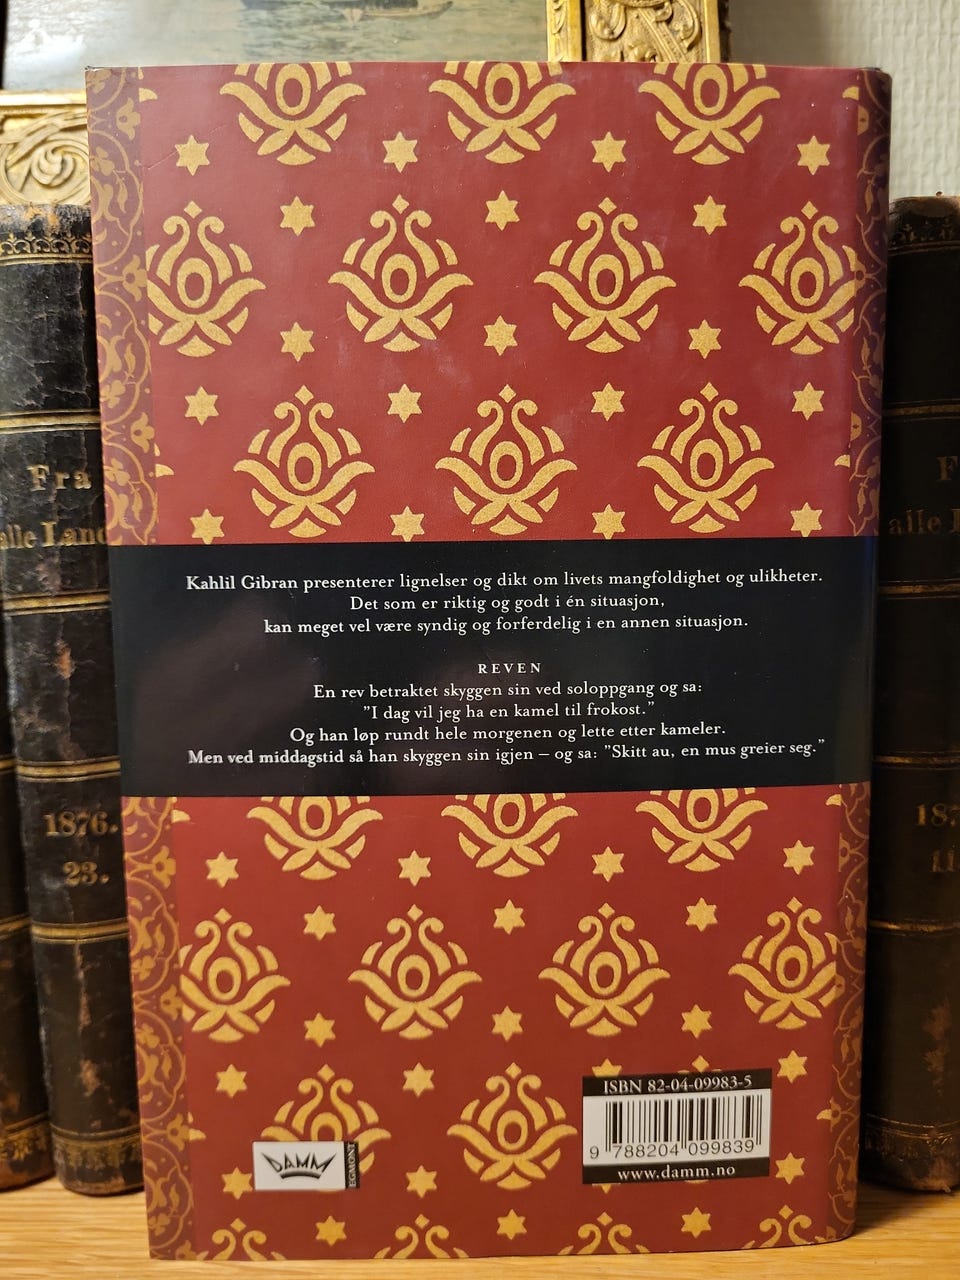 Kahlil Gibran presenterer lignelser og dikt om livets mangfoldighet og ulikheter.
Det som er riktig og godt i én situasjon,
kan meget vel være syndig og forferdelig i en annen situasjon.
REVEN
En rev betraktet skyggen sin ved soloppgang og sa:
"I dag vil jeg ha en kamel til frokost."
Og han løp rundt hele morgenen og lette etter kameler.
Men ved middagstid så han skyggen sin igjen – og sa: "Skitt au, en mus greier seg."
ISBN 82-04-09983-5
9 788204 099839
www.damm.no
DAMM
EGMONT
Fra
alle Land
1876.
23.
F
alle
187
11